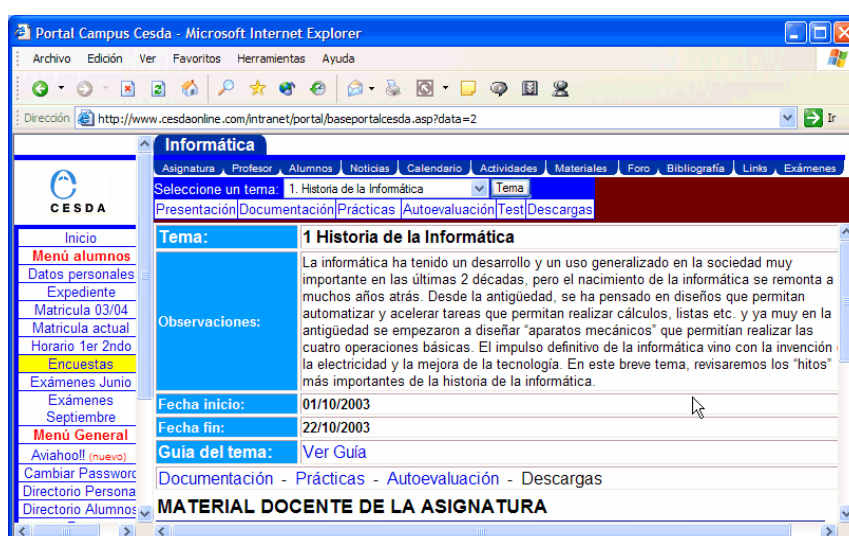 Portal Campus Cesda - Microsoft Internet Explorer
Archivo Edición Ver Favoritos Herramientas Ayuda
Dirección http://www.cesdaonline.com/intranet/portal/baseportalcesda.asp?data=2 Ir
Informática
Asignatura Profesor Alumnos Noticias Calendario Actividades Materiales Foro Bibliografía Links Exámenes
Seleccione un tema: 1. Historia de la Informática Tema
Presentación Documentación Prácticas Autoevaluación Test Descargas
CESDA
Inicio
Menú alumnos
Datos personales
Expediente
Matricula 03/04
Matricula actual
Horario 1er 2ndo
Encuestas
Exámenes Junio
Exámenes
Septiembre
Menú General
Aviahoo!! (nuevo)
Cambiar Password
Directorio Persona
Directorio Alumnos
Tema: 1 Historia de la Informática
Observaciones:
La informática ha tenido un desarrollo y un uso generalizado en la sociedad muy
importante en las últimas 2 décadas, pero el nacimiento de la informática se remonta a
muchos años atrás. Desde la antigüedad, se ha pensado en diseños que permitan
automatizar y acelerar tareas que permitan realizar cálculos, listas etc. y ya muy en la
antigüedad se empezaron a diseñar “aparatos mecánicos” que permitían realizar las
cuatro operaciones básicas. El impulso definitivo de la informática vino con la invención
la electricidad y la mejora de la tecnología. En este breve tema, revisaremos los “hitos”
más importantes de la historia de la informática.
Fecha inicio: 01/10/2003
Fecha fin: 22/10/2003
Guía del tema: Ver Guía
Documentación - Prácticas - Autoevaluación - Descargas
MATERIAL DOCENTE DE LA ASIGNATURA